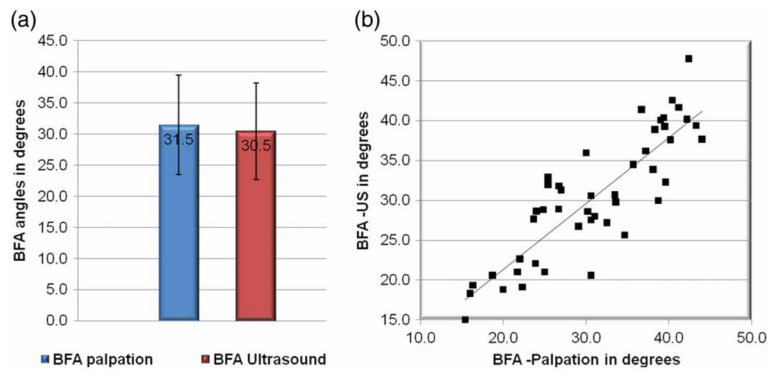 (a)
BFA angles in degrees
45.0
40.0
35.0
30.0
25.0
20.0
15.0
10.0
5.0
0.0
31.5
30.5
BFA palpation
BFA Ultrasound
(b)
BFA -US in degrees
50.0
45.0
40.0
35.0
30.0
25.0
20.0
15.0
10.0 20.0 30.0 40.0 50.0
BFA -Palpation in degrees